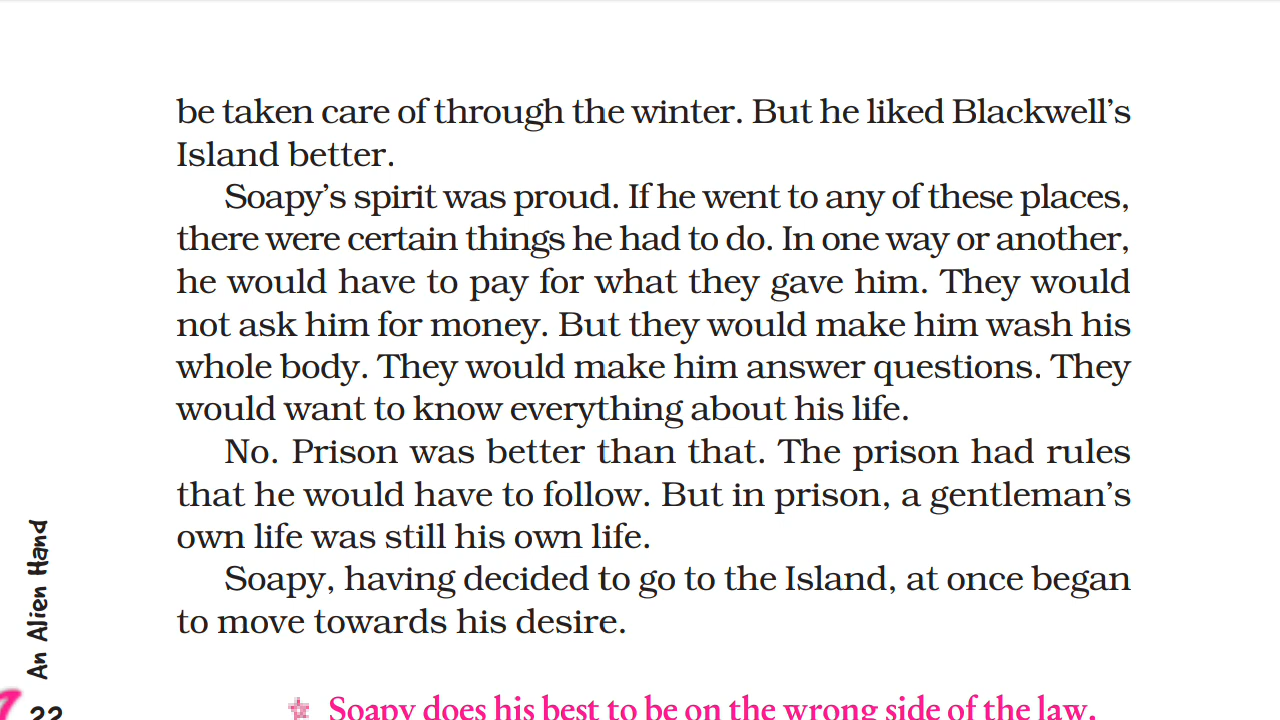 be taken care of through the winter. But he liked Blackwell’s
Island better.
Soapy’s spirit was proud. If he went to any of these places,
there were certain things he had to do. In one way or another,
he would have to pay for what they gave him. They would
not ask him for money. But they would make him wash his
whole body. They would make him answer questions. They
would want to know everything about his life.
No. Prison was better than that. The prison had rules
that he would have to follow. But in prison, a gentleman’s
own life was still his own life.
Soapy, having decided to go to the Island, at once began
to move towards his desire.
An Alien Hand
22
Soapy does his best to be on the wrong side of the law.